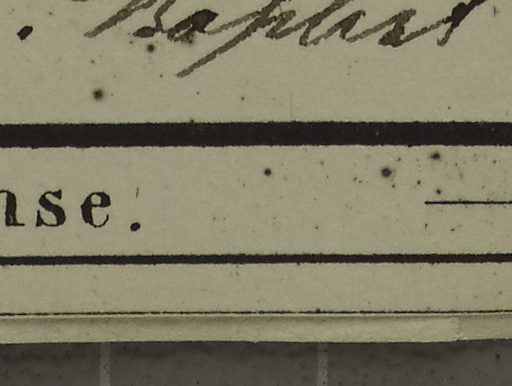 . Baptist
nse.